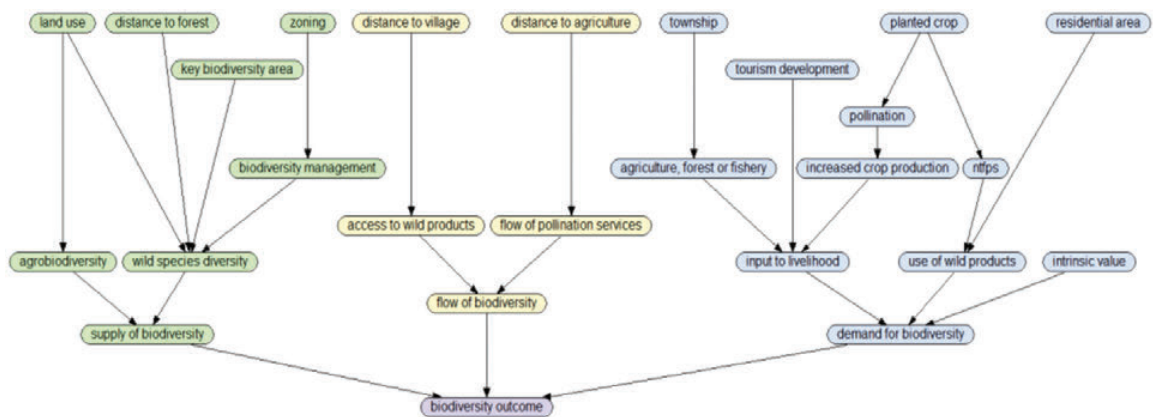 land use
distance to forest
zoning
distance to village
distance to agriculture
township
planted crop
residential area
key biodiversity area
tourism development
pollination
biodiversity management
agriculture, forest or fishery
increased crop production
ntfps
access to wild products
flow of pollination services
agrobiodiversity
wild species diversity
input to livelihood
use of wild products
intrinsic value
flow of biodiversity
supply of biodiversity
demand for biodiversity
biodiversity outcome